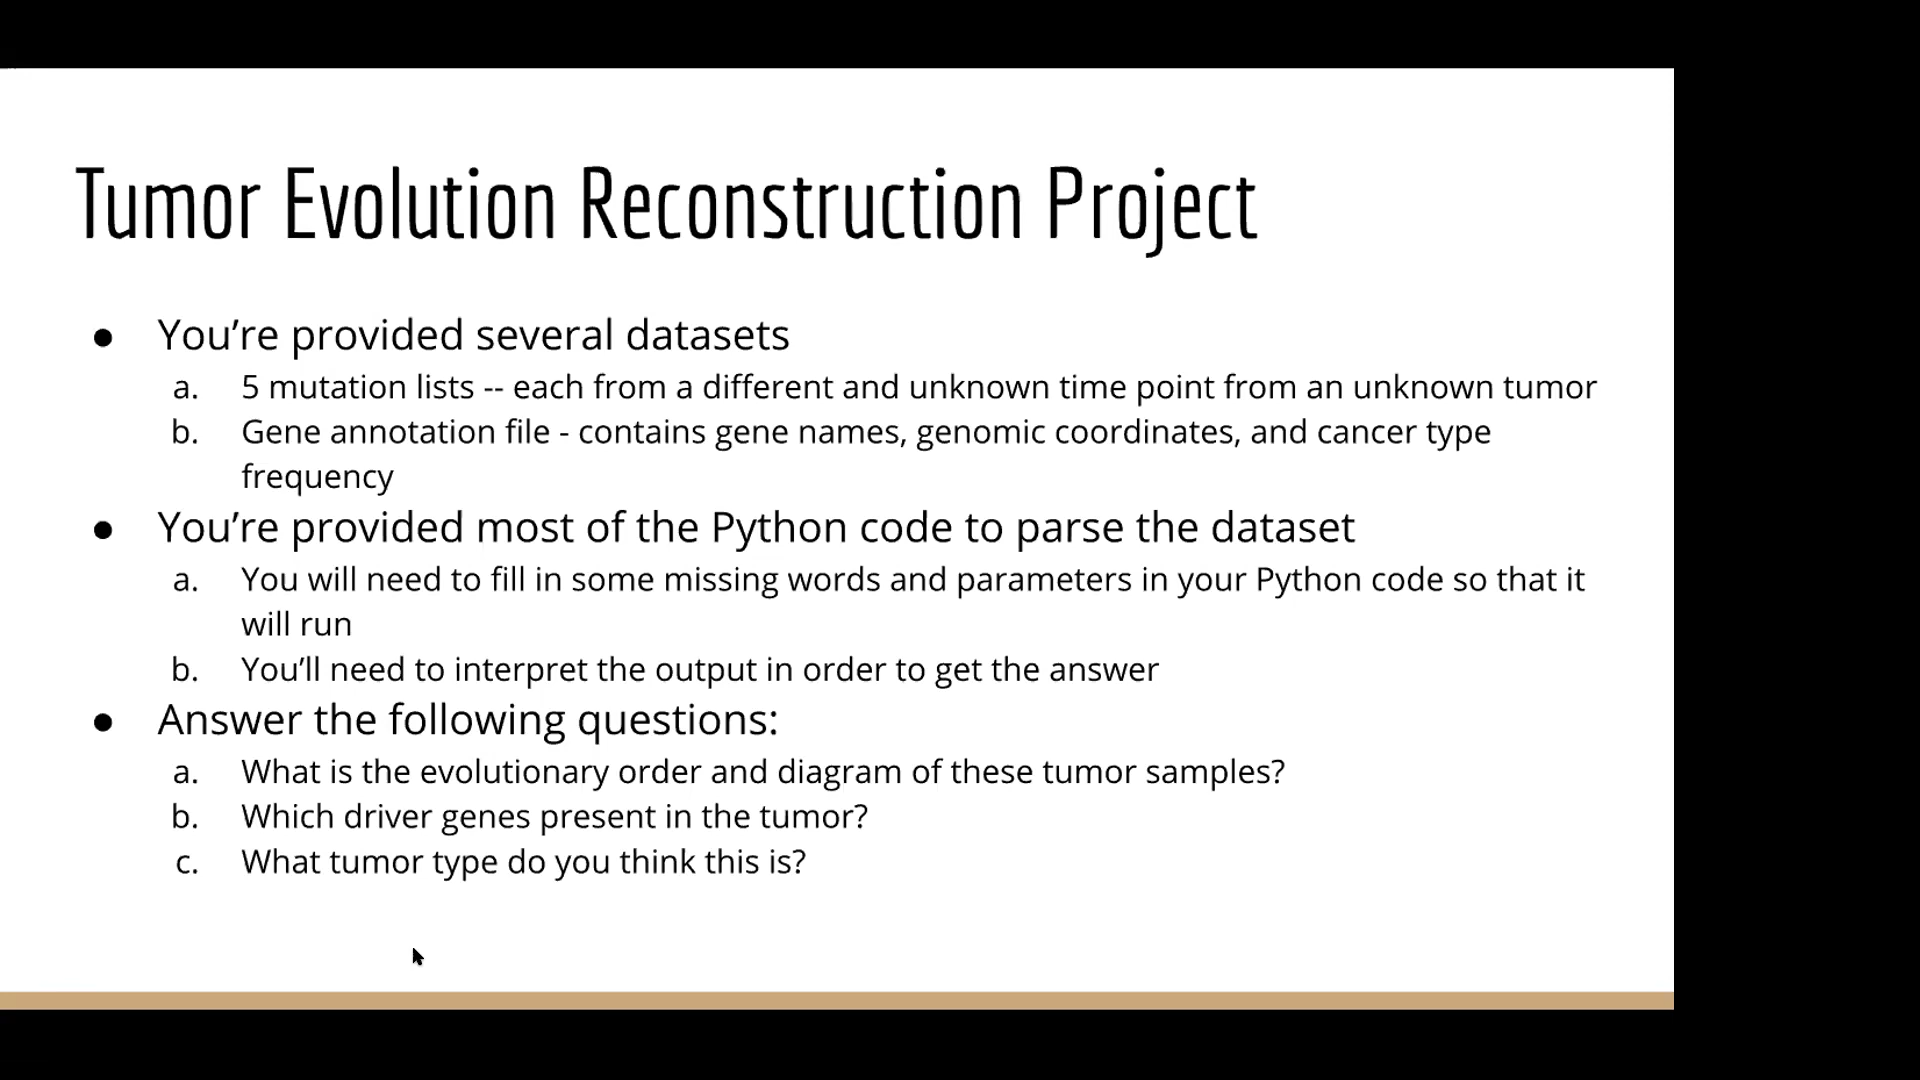 Tumor Evolution Reconstruction Project
● You’re provided several datasets
a. 5 mutation lists -- each from a different and unknown time point from an unknown tumor
b. Gene annotation file - contains gene names, genomic coordinates, and cancer type
frequency
● You’re provided most of the Python code to parse the dataset
a. You will need to fill in some missing words and parameters in your Python code so that it
will run
b. You’ll need to interpret the output in order to get the answer
● Answer the following questions:
a. What is the evolutionary order and diagram of these tumor samples?
b. Which driver genes present in the tumor?
c. What tumor type do you think this is?